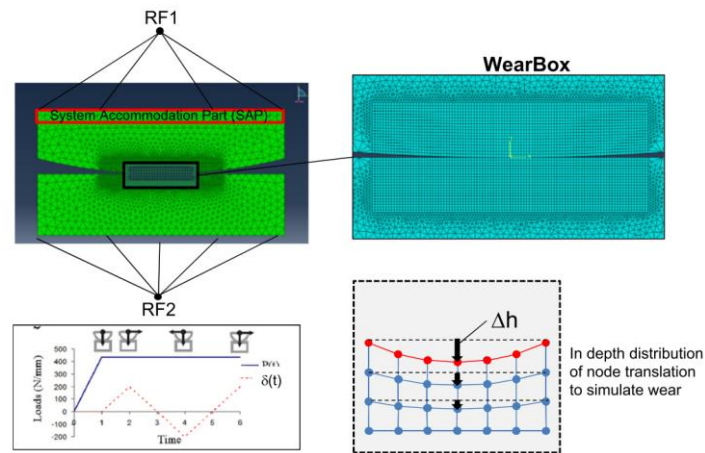 RF1
WearBox
System Accommodation Part (SAP)
RF2
Δh
In depth distribution
of node translation
to simulate wear
Loads (N/mm)
500
400
300
200
100
0
-100
-200
δ(t)
0 1 2 3 4 5 6
Time